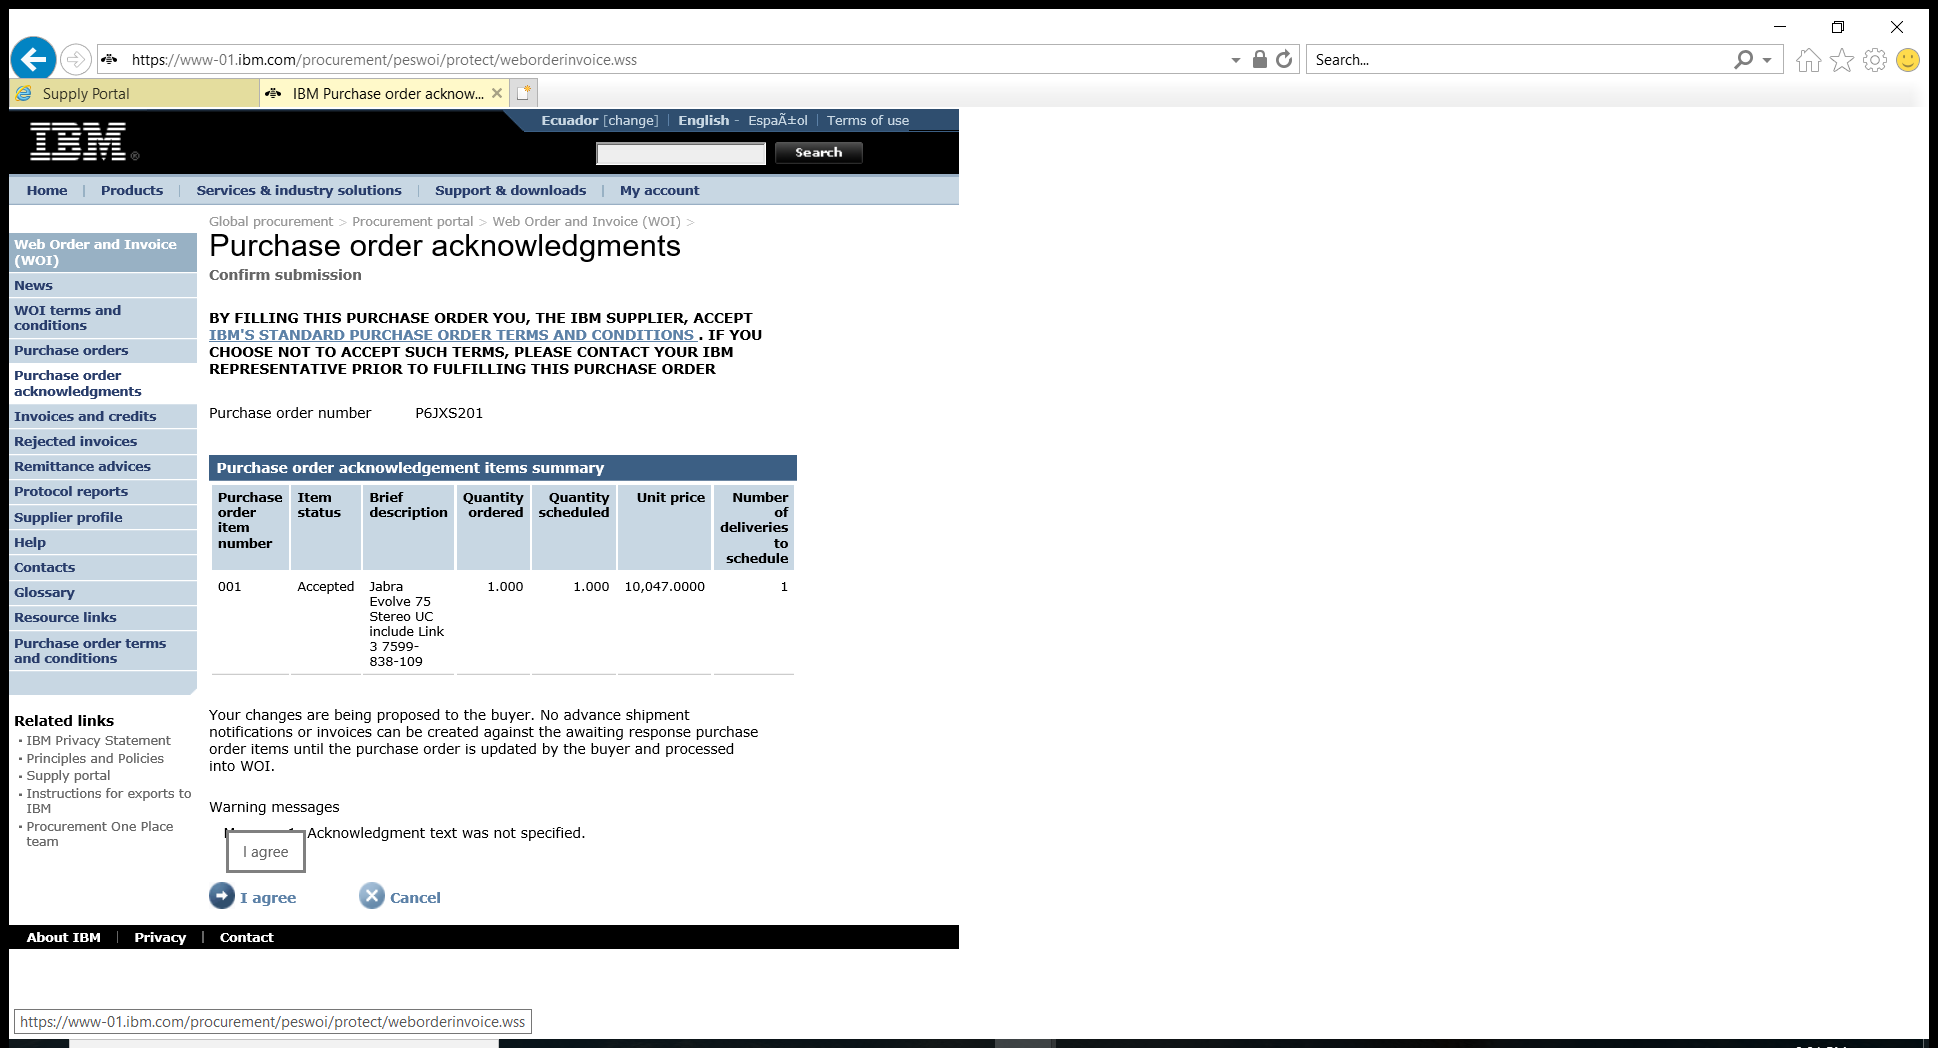 https://www-01.ibm.com/procurement/peswoi/protect/weborderinvoice.wss
Search...
Supply Portal
IBM Purchase order acknow...
IBM
Ecuador [change] | English - EspaÃ±ol | Terms of use
Search
Home | Products | Services & industry solutions | Support & downloads | My account
Global procurement > Procurement portal > Web Order and Invoice (WOI) >
Purchase order acknowledgments
Confirm submission
Web Order and Invoice
(WOI)
News
WOI terms and
conditions
Purchase orders
Purchase order
acknowledgments
Invoices and credits
Rejected invoices
Remittance advices
Protocol reports
Supplier profile
Help
Contacts
Glossary
Resource links
Purchase order terms
and conditions
Related links
IBM Privacy Statement
Principles and Policies
Supply portal
Instructions for exports to
IBM
Procurement One Place
team
BY FILLING THIS PURCHASE ORDER YOU, THE IBM SUPPLIER, ACCEPT
IBM'S STANDARD PURCHASE ORDER TERMS AND CONDITIONS . IF YOU
CHOOSE NOT TO ACCEPT SUCH TERMS, PLEASE CONTACT YOUR IBM
REPRESENTATIVE PRIOR TO FULFILLING THIS PURCHASE ORDER
Purchase order number P6JXS201
Purchase order acknowledgement items summary
Purchase
order
item
number
Item
status
Brief
description
Quantity
ordered
Quantity
scheduled
Unit price
Number
of
deliveries
to
schedule
001
Accepted
Jabra
Evolve 75
Stereo UC
include Link
3 7599-
838-109
1.000
1.000
10,047.0000
1
Your changes are being proposed to the buyer. No advance shipment
notifications or invoices can be created against the awaiting response purchase
order items until the purchase order is updated by the buyer and processed
into WOI.
Warning messages
Acknowledgment text was not specified.
I agree
I agree
Cancel
About IBM | Privacy | Contact
https://www-01.ibm.com/procurement/peswoi/protect/weborderinvoice.wss